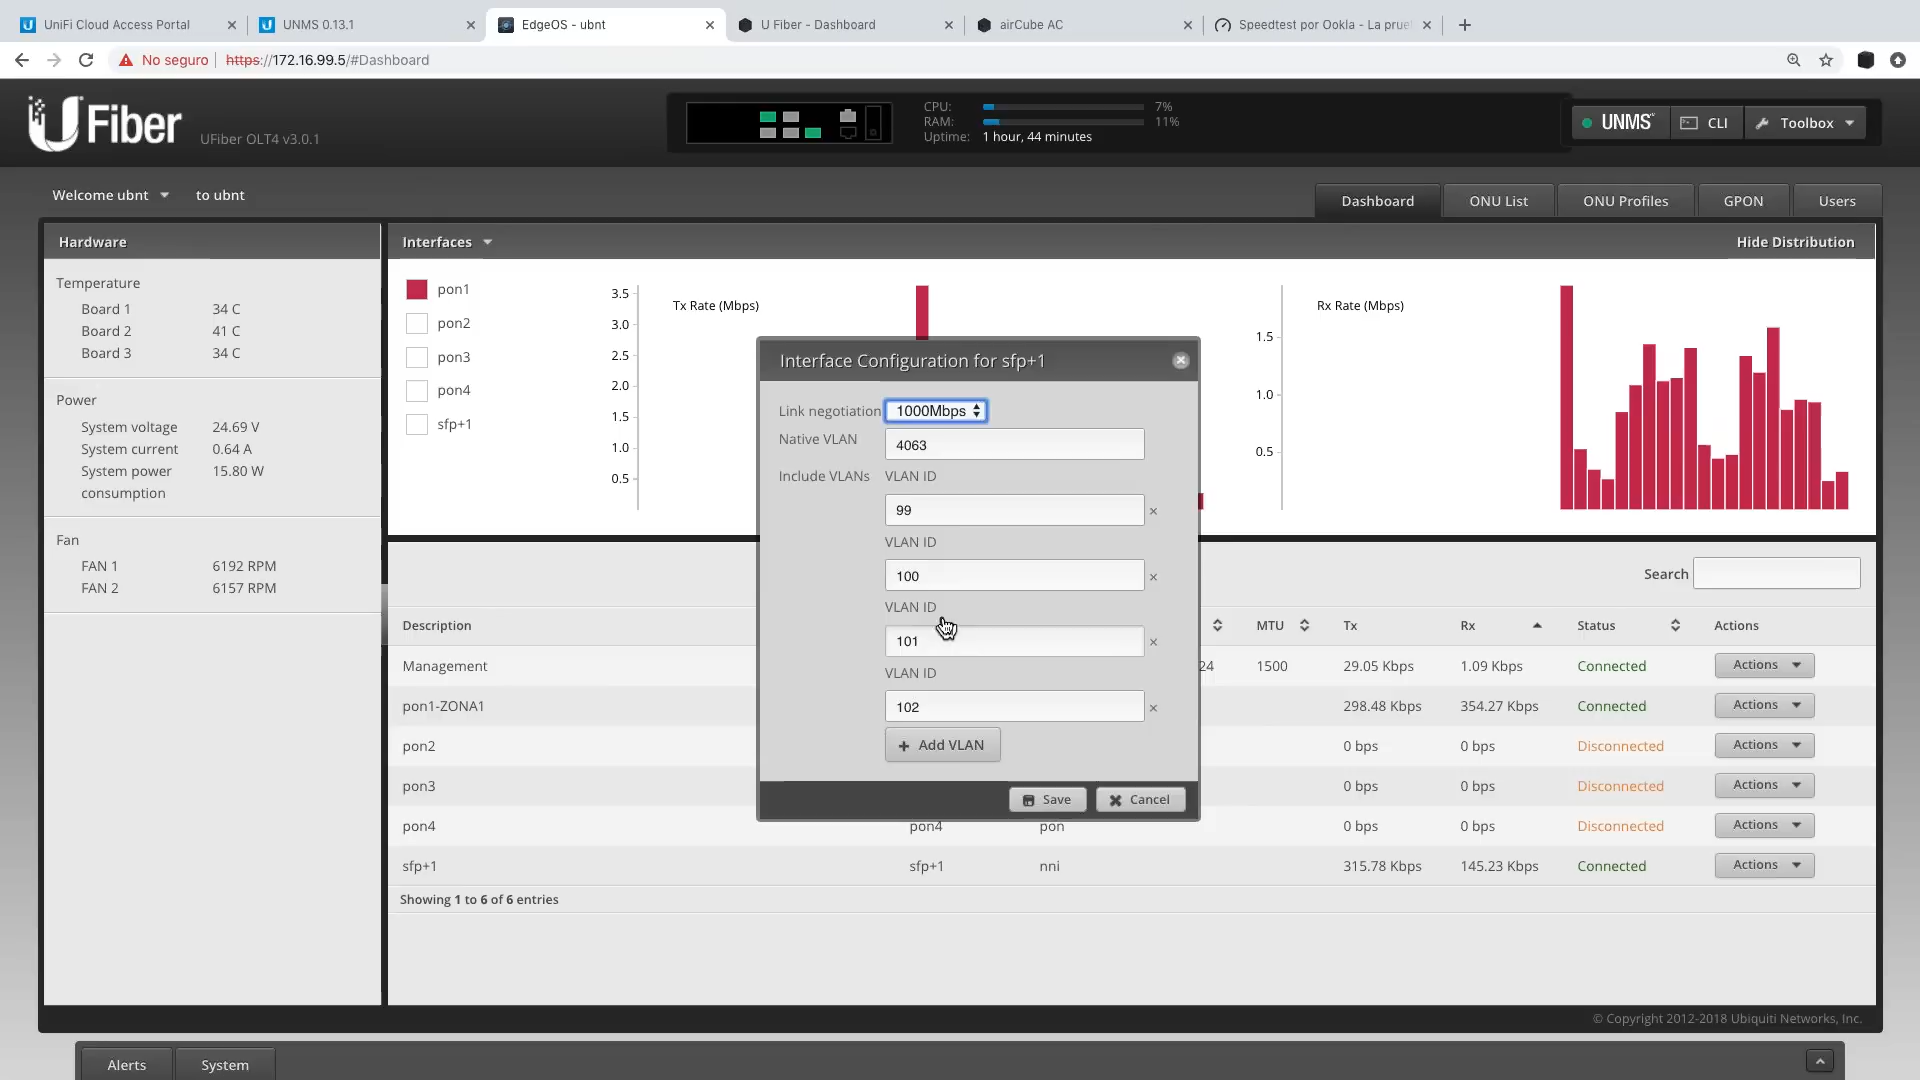 UniFi Cloud Access Portal
UNMS 0.13.1
EdgeOS - ubnt
U Fiber - Dashboard
airCube AC
Speedtest por Ookla - La prue
No seguro
https://172.16.99.5/#Dashboard
U Fiber
UFiber OLT4 v3.0.1
CPU: 7%
RAM: 11%
Uptime: 1 hour, 44 minutes
UNMS
CLI
Toolbox
Welcome ubnt
to ubnt
Dashboard
ONU List
ONU Profiles
GPON
Users
Hardware
Temperature
Board 1 34 C
Board 2 41 C
Board 3 34 C
Power
System voltage 24.69 V
System current 0.64 A
System power 15.80 W
consumption
Fan
FAN 1 6192 RPM
FAN 2 6157 RPM
Interfaces
Hide Distribution
pon1
pon2
pon3
pon4
sfp+1
Tx Rate (Mbps)
3.5
3.0
2.5
2.0
1.5
1.0
0.5
Rx Rate (Mbps)
1.5
1.0
0.5
Interface Configuration for sfp+1
Link negotiation 1000Mbps
Native VLAN 4063
Include VLANs VLAN ID
99
VLAN ID
100
VLAN ID
101
VLAN ID
102
+ Add VLAN
Save
Cancel
Search
Description MTU Tx Rx Status Actions
Management 24 1500 29.05 Kbps 1.09 Kbps Connected Actions
pon1-ZONA1 298.48 Kbps 354.27 Kbps Connected Actions
pon2 0 bps 0 bps Disconnected Actions
pon3 0 bps 0 bps Disconnected Actions
pon4 pon4 pon 0 bps 0 bps Disconnected Actions
sfp+1 sfp+1 nni 315.78 Kbps 145.23 Kbps Connected Actions
Showing 1 to 6 of 6 entries
© Copyright 2012-2018 Ubiquiti Networks, Inc.
Alerts
System